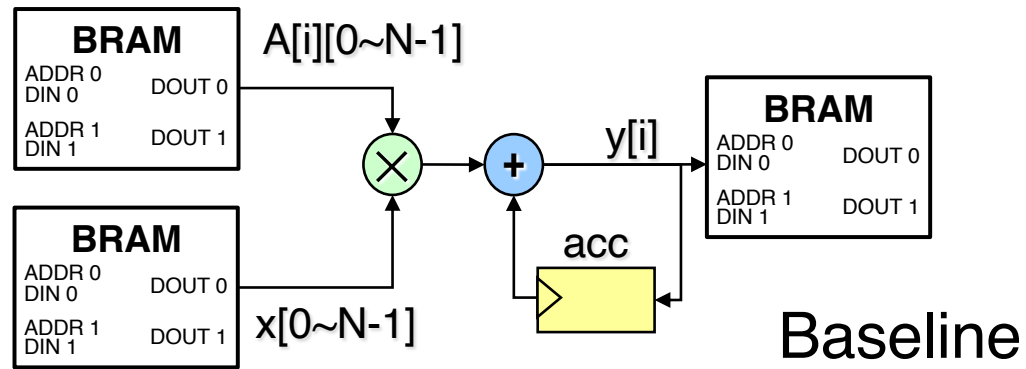 BRAM
ADDR 0
DIN 0
DOUT 0
ADDR 1
DIN 1
DOUT 1
A[i][0~N-1]
×
+
y[i]
acc
BRAM
ADDR 0
DIN 0
DOUT 0
ADDR 1
DIN 1
DOUT 1
BRAM
ADDR 0
DIN 0
DOUT 0
ADDR 1
DIN 1
DOUT 1
x[0~N-1]
Baseline